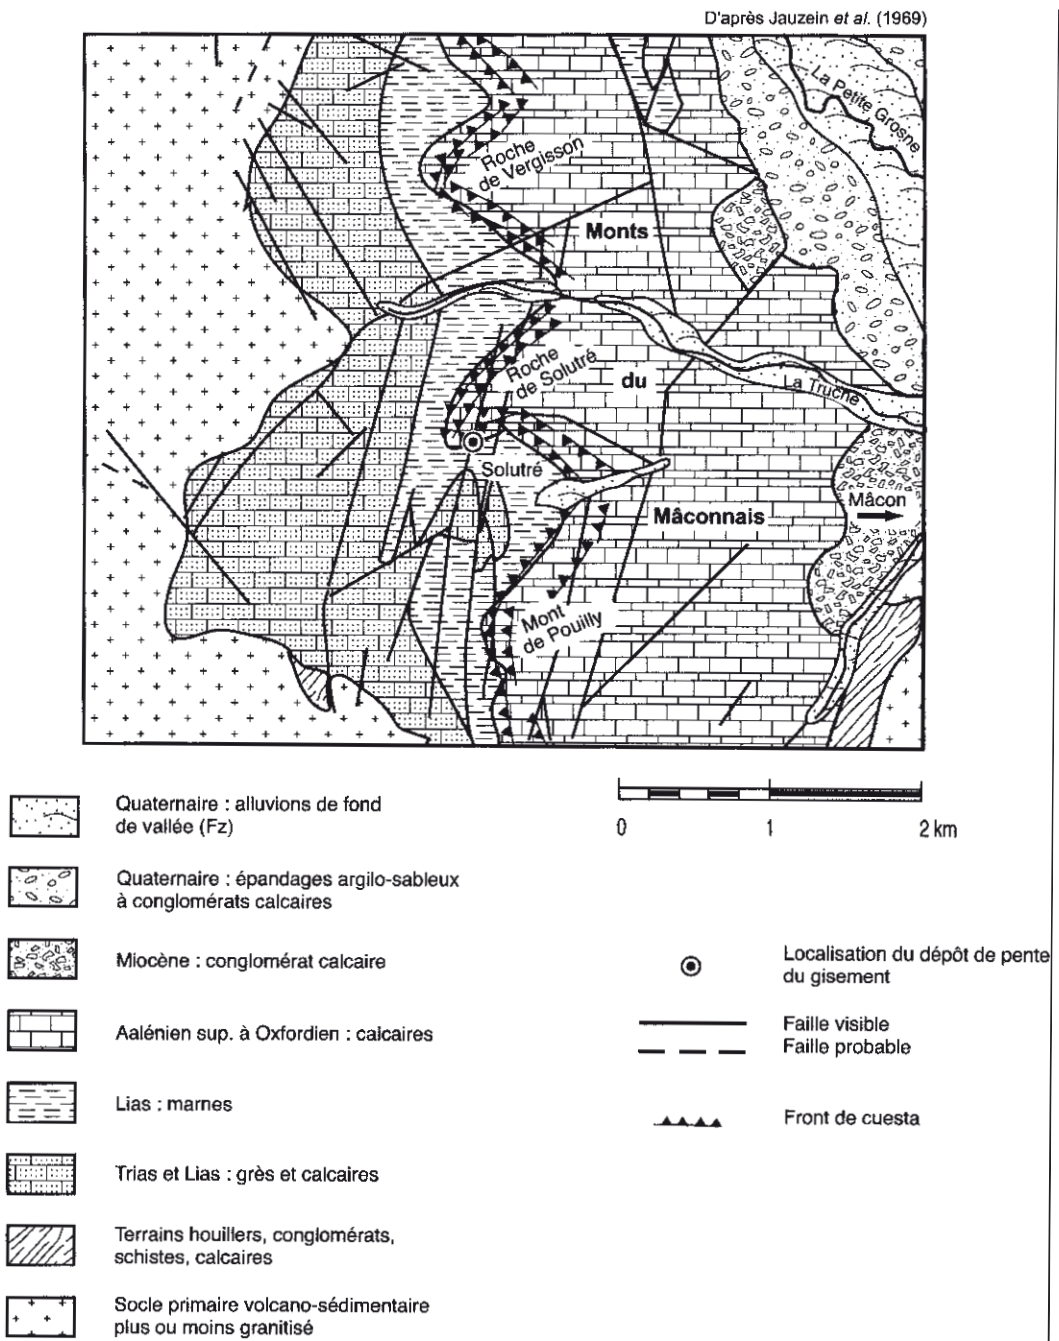 D'après Jauzein et al. (1969)
La Petite Grosne
Roche
de Vergisson
Monts
Roche
de Solutré
du
La Truche
Solutré
Mâcon
Mâconnais
Mont
de Pouilly
Quaternaire : alluvions de fond
de vallée (Fz)
0 1 2 km
Quaternaire : épandages argilo-sableux
à conglomérats calcaires
Miocène : conglomérat calcaire
Localisation du dépôt de pente
du gisement
Aalénien sup. à Oxfordien : calcaires
Faille visible
Faille probable
Lias : marnes
Front de cuesta
Trias et Lias : grès et calcaires
Terrains houillers, conglomérats,
schistes, calcaires
Socle primaire volcano-sédimentaire
plus ou moins granitisé